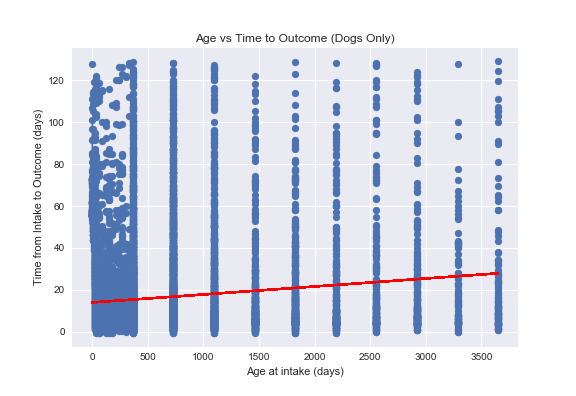 Age vs Time to Outcome (Dogs Only)
Time from Intake to Outcome (days)
120
100
80
60
40
20
0
0 500 1000 1500 2000 2500 3000 3500
Age at intake (days)